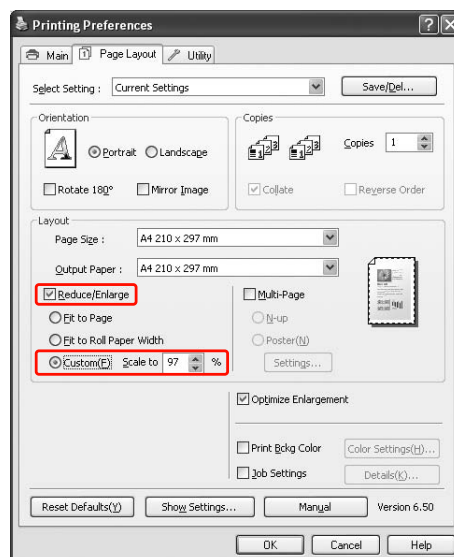 Printing Preferences
Main Page Layout Utility
Select Setting : Current Settings Save/Del...
Orientation
Portrait Landscape
Rotate 180° Mirror Image
Copies
Copies 1
Collate Reverse Order
Layout
Page Size : A4 210 x 297 mm
Output Paper : A4 210 x 297 mm
Reduce/Enlarge
Fit to Page
Fit to Roll Paper Width
Custom(F) Scale to 97 %
Multi-Page
N-up
Poster(N)
Settings...
Optimize Enlargement
Print Bckg Color Color Settings(H)...
Job Settings Details(K)...
Reset Defaults(Y) Show Settings... Manual Version 6.50
OK Cancel Help